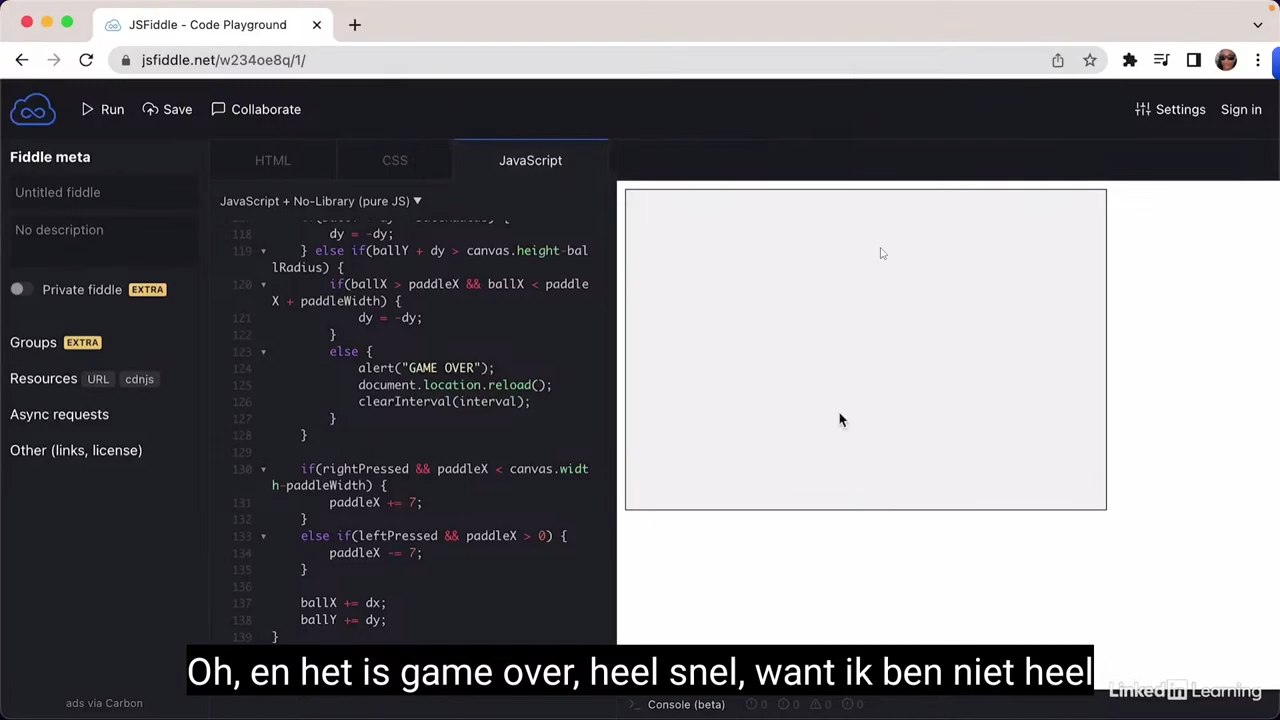 JSFiddle - Code Playground
jsfiddle.net/w234oe8q/1/
Run Save Collaborate Settings Sign in
Fiddle meta
Untitled fiddle
No description
Private fiddle EXTRA
Groups EXTRA
Resources URL cdnjs
Async requests
Other (links, license)
ads via Carbon
HTML CSS JavaScript
JavaScript + No-Library (pure JS) ▼
118 dy = -dy;
119 } else if(ballY + dy > canvas.height-bal
lRadius) {
120 if(ballX > paddleX && ballX < paddle
X + paddleWidth) {
121 dy = -dy;
122 }
123 else {
124 alert("GAME OVER");
125 document.location.reload();
126 clearInterval(interval);
127 }
128 }
129
130 if(rightPressed && paddleX < canvas.widt
h-paddleWidth) {
131 paddleX += 7;
132 }
133 else if(leftPressed && paddleX > 0) {
134 paddleX -= 7;
135 }
136
137 ballX += dx;
138 ballY += dy;
139 }
Oh, en het is game over, heel snel, want ik ben niet heel
LinkedIn Learning
Console (beta) 0 0 0 0